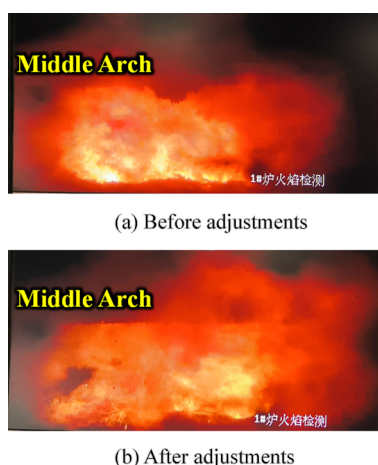 Middle Arch
1#炉火焰检测
(a) Before adjustments
Middle Arch
1#炉火焰检测
(b) After adjustments